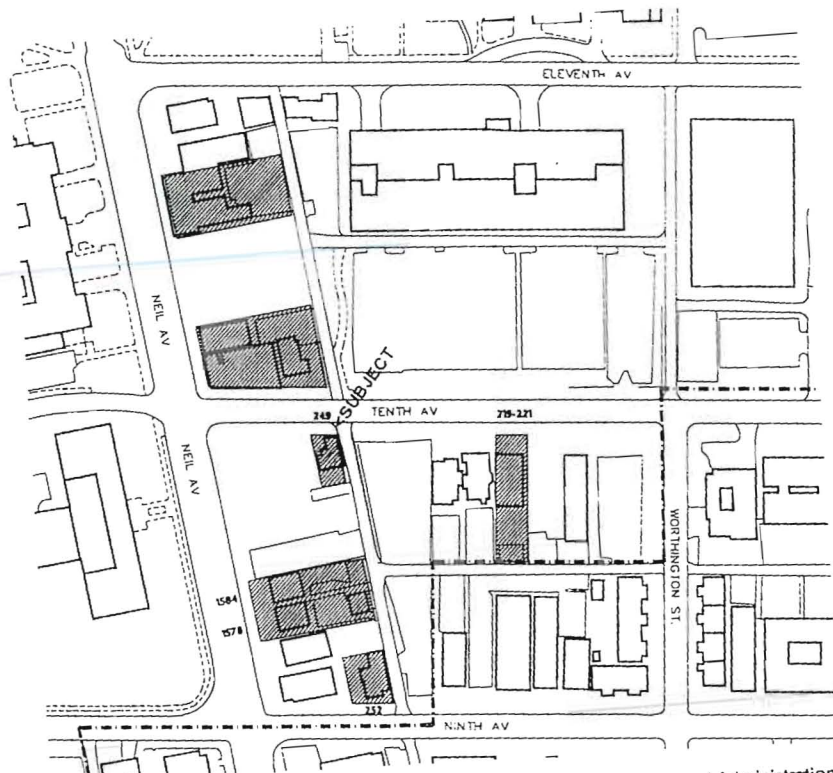 ELEVENTH AV
NEIL AV
SUBJECT
249
TENTH AV
219-221
NEIL AV
WORTHINGTON ST.
1584
1578
252
NINTH AV